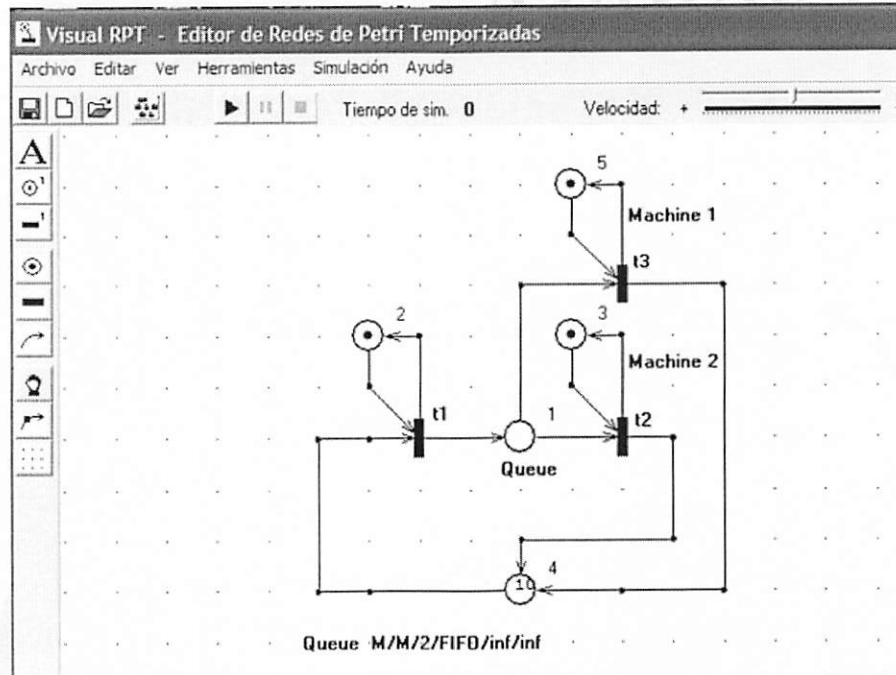 Visual RPT - Editor de Redes de Petri Temporizadas
Archivo Editar Ver Herramientas Simulación Ayuda
Tiempo de sim. 0 Velocidad: +
A
1
1
5
Machine 1
t3
2
3
Machine 2
t1
1
t2
Queue
4
10
Queue M/M/2/FIFO/inf/inf